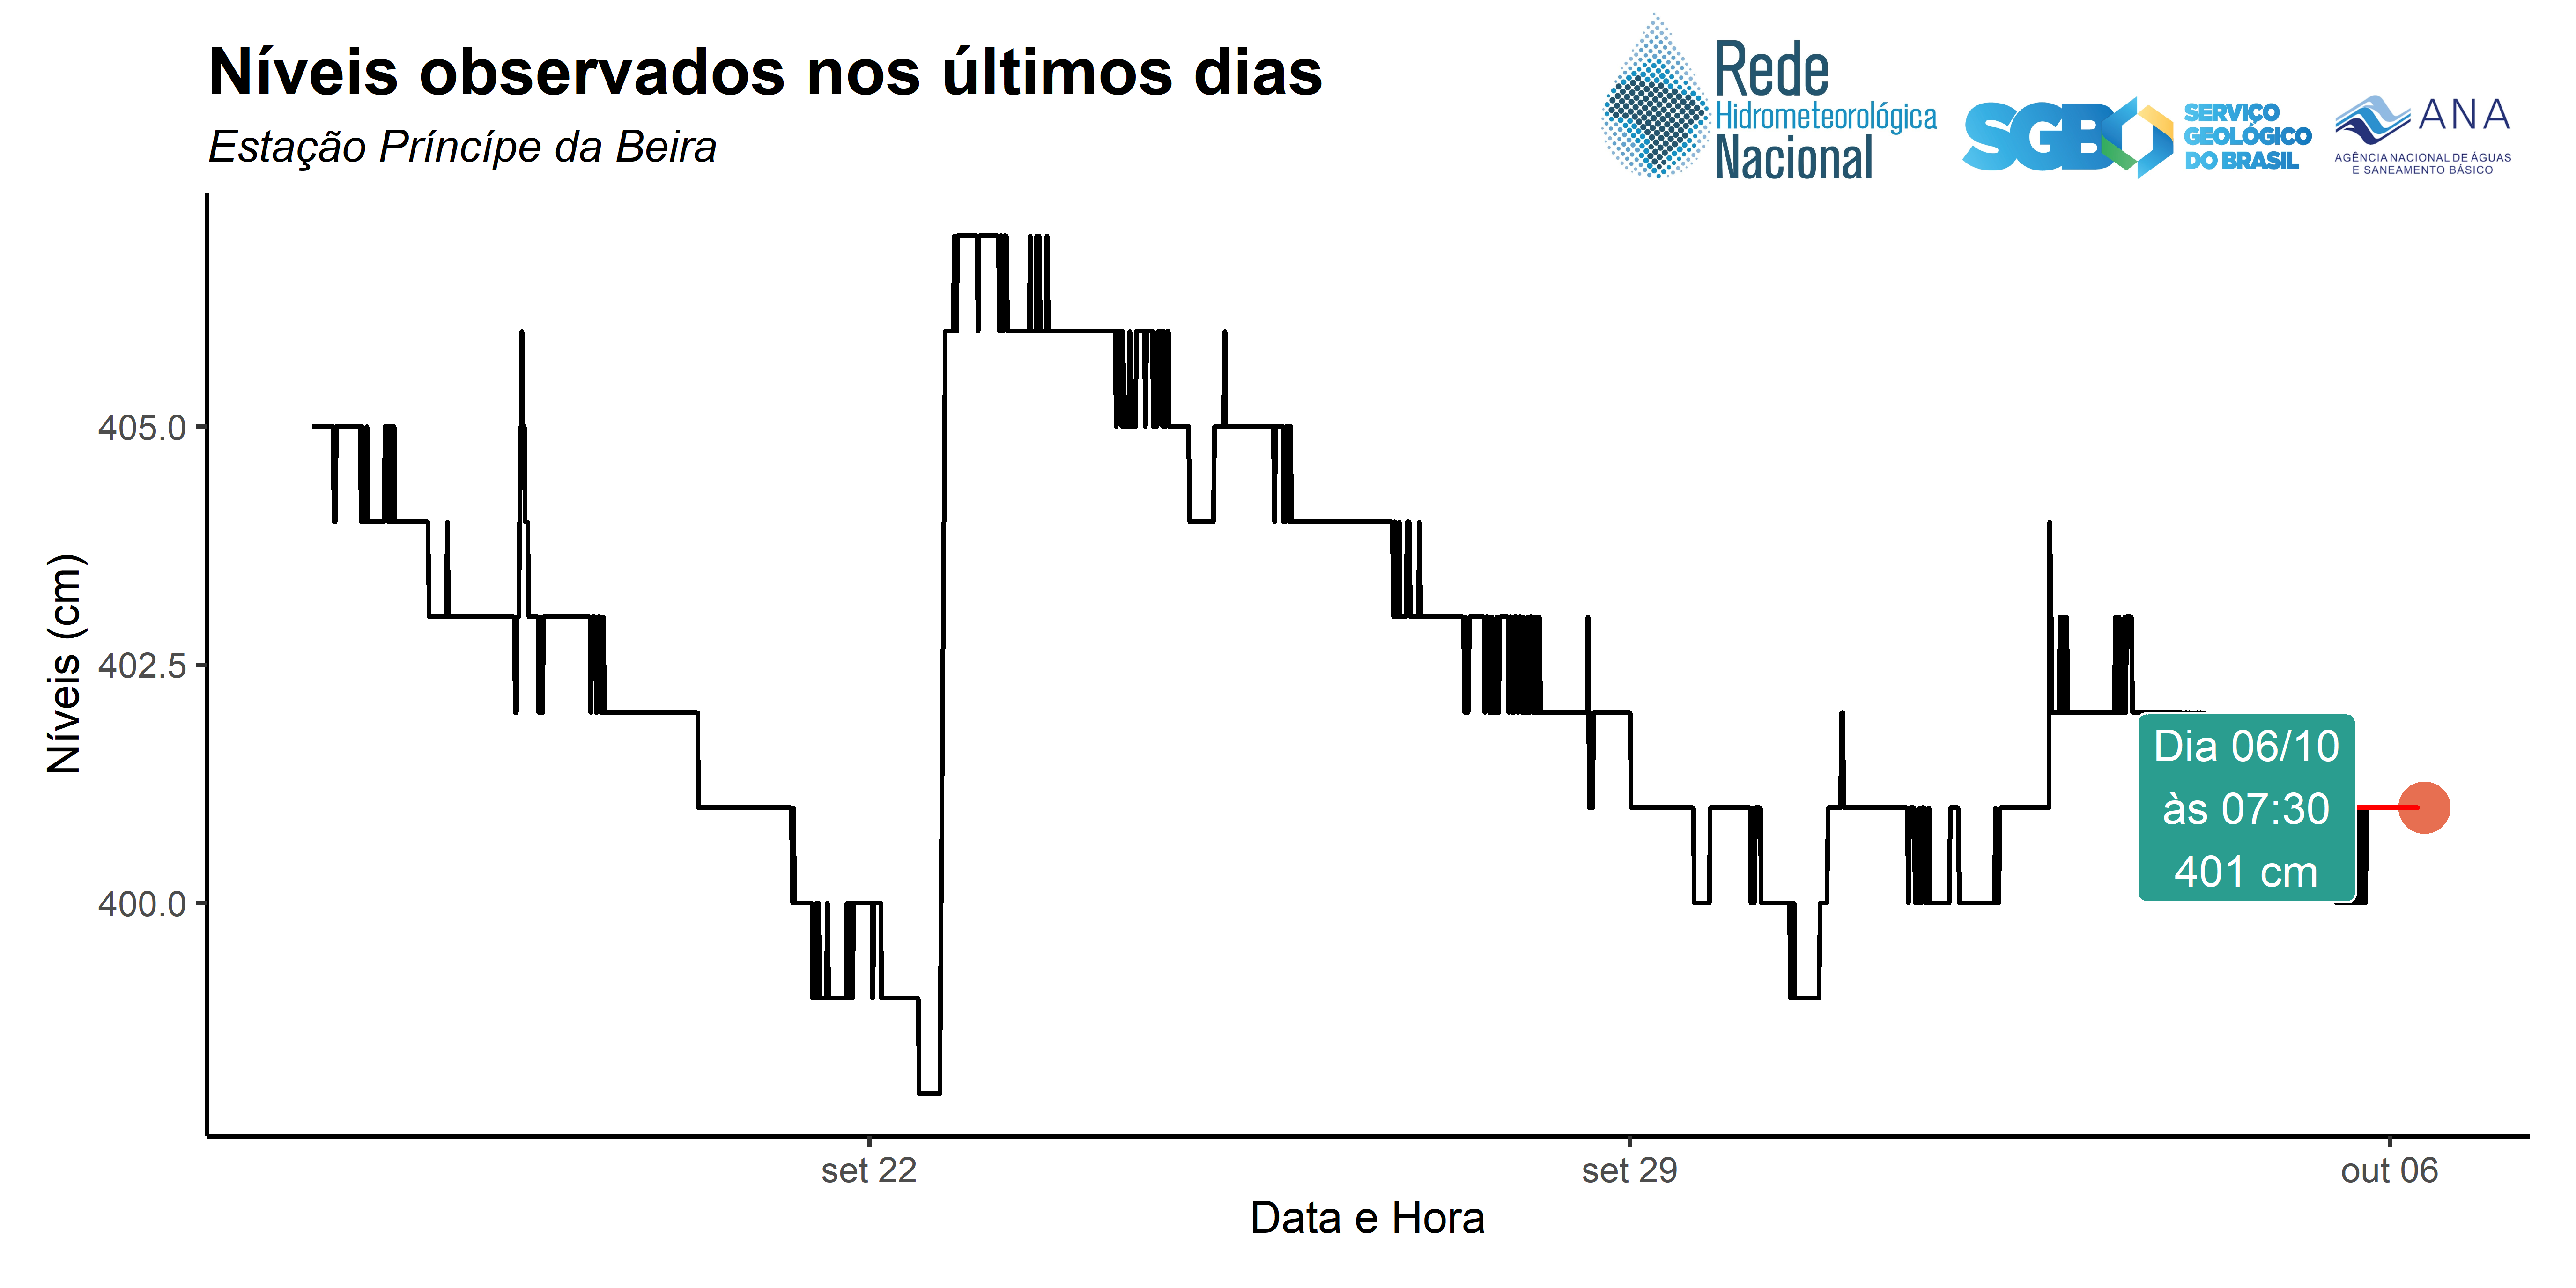 Níveis observados nos últimos dias
Estação Príncípe da Beira
Rede
Hidrometeorológica
Nacional
SGB
SERVIÇO
GEOLÓGICO
DO BRASIL
ANA
AGÊNCIA NACIONAL DE ÁGUAS
E SANEAMENTO BÁSICO
Níveis (cm)
405.0
402.5
400.0
Dia 06/10
às 07:30
401 cm
set 22
set 29
out 06
Data e Hora